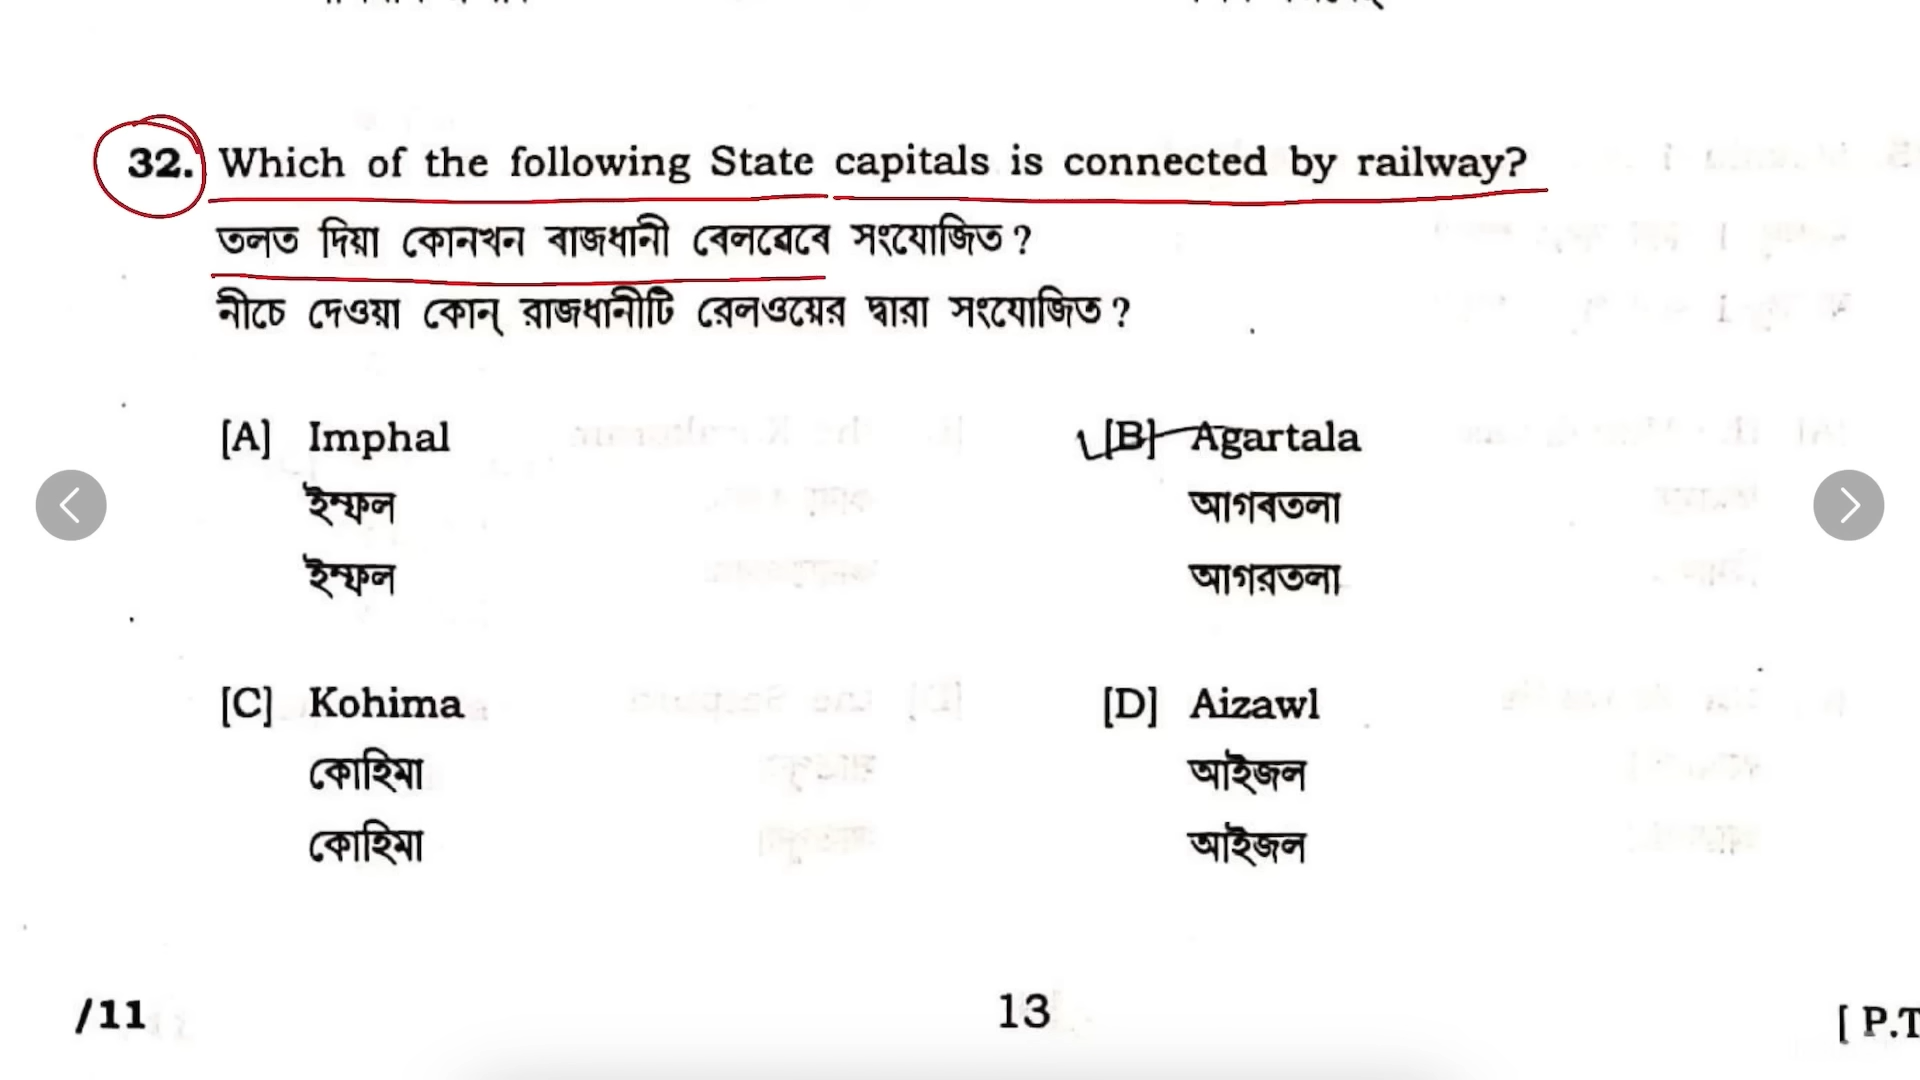 32. Which of the following State capitals is connected by railway?
তলত দিয়া কোনখন ৰাজধানী ৰেলৱেৰে সংযোজিত ?
নীচে দেওয়া কোন্ রাজধানীটি রেলওয়ের দ্বারা সংযোজিত ?
[A] Imphal
ইম্ফল
ইম্ফল
[B] Agartala
আগৰতলা
আগরতলা
[C] Kohima
কোহিমা
কোহিমা
[D] Aizawl
আইজল
আইজল
/11
13
[ P.T